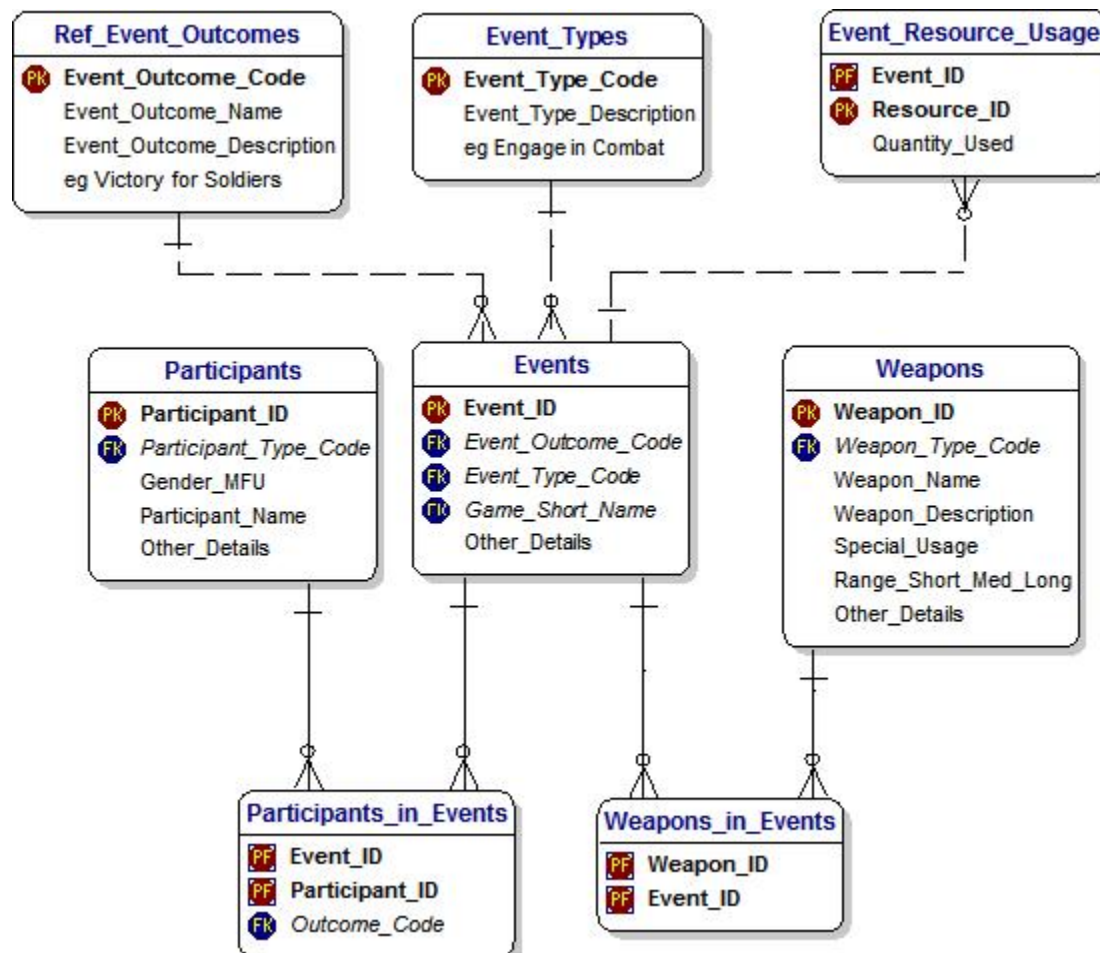 Ref_Event_Outcomes
PK Event_Outcome_Code
Event_Outcome_Name
Event_Outcome_Description
eg Victory for Soldiers
Event_Types
PK Event_Type_Code
Event_Type_Description
eg Engage in Combat
Event_Resource_Usage
PF Event_ID
PK Resource_ID
Quantity_Used
Participants
PK Participant_ID
FK Participant_Type_Code
Gender_MFU
Participant_Name
Other_Details
Events
PK Event_ID
FK Event_Outcome_Code
FK Event_Type_Code
FK Game_Short_Name
Other_Details
Weapons
PK Weapon_ID
FK Weapon_Type_Code
Weapon_Name
Weapon_Description
Special_Usage
Range_Short_Med_Long
Other_Details
Participants_in_Events
PF Event_ID
PF Participant_ID
FK Outcome_Code
Weapons_in_Events
PF Weapon_ID
PF Event_ID